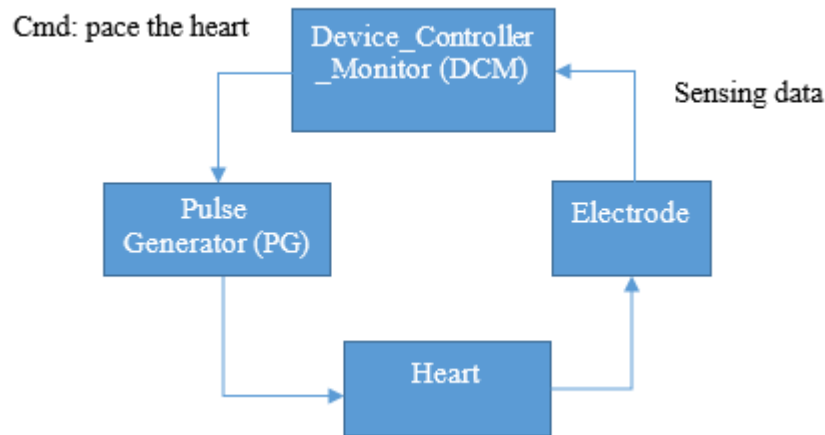 Cmd: pace the heart
Device_Controller
_Monitor (DCM)
Sensing data
Pulse
Generator (PG)
Electrode
Heart